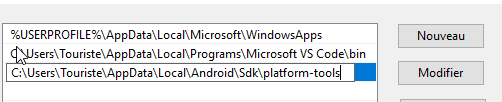 %USERPROFILE%\AppData\Local\Microsoft\WindowsApps
Nouveau
C:\Users\Touriste\AppData\Local\Programs\Microsoft VS Code\bin
C:\Users\Touriste\AppData\Local\Android\Sdk\platform-tools
Modifier